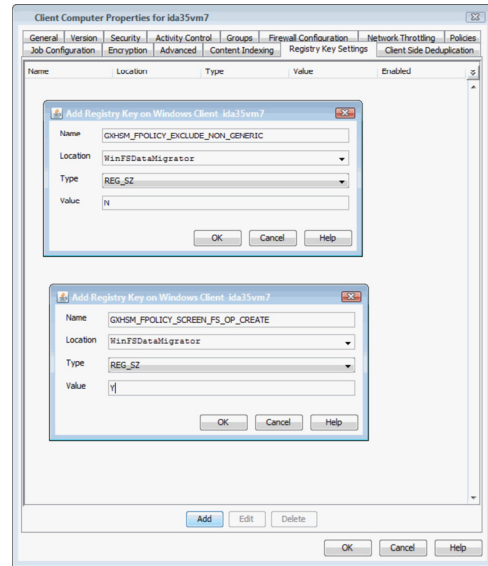 Client Computer Properties for ida35vm7
General Version Security Activity Control Groups Firewall Configuration Network Throttling Policies
Job Configuration Encryption Advanced Content Indexing Registry Key Settings Client Side Deduplication
Name Location Type Value Enabled
Add Registry Key on Windows Client ida35vm7
Name GXHSM_FPOLICY_EXCLUDE_NON_GENERIC
Location WinFSDataMigrator
Type REG_SZ
Value N
OK Cancel Help
Add Registry Key on Windows Client ida35vm7
Name GXHSM_FPOLICY_SCREEN_FS_OP_CREATE
Location WinFSDataMigrator
Type REG_SZ
Value Y
OK Cancel Help
Add Edit Delete
OK Cancel Help